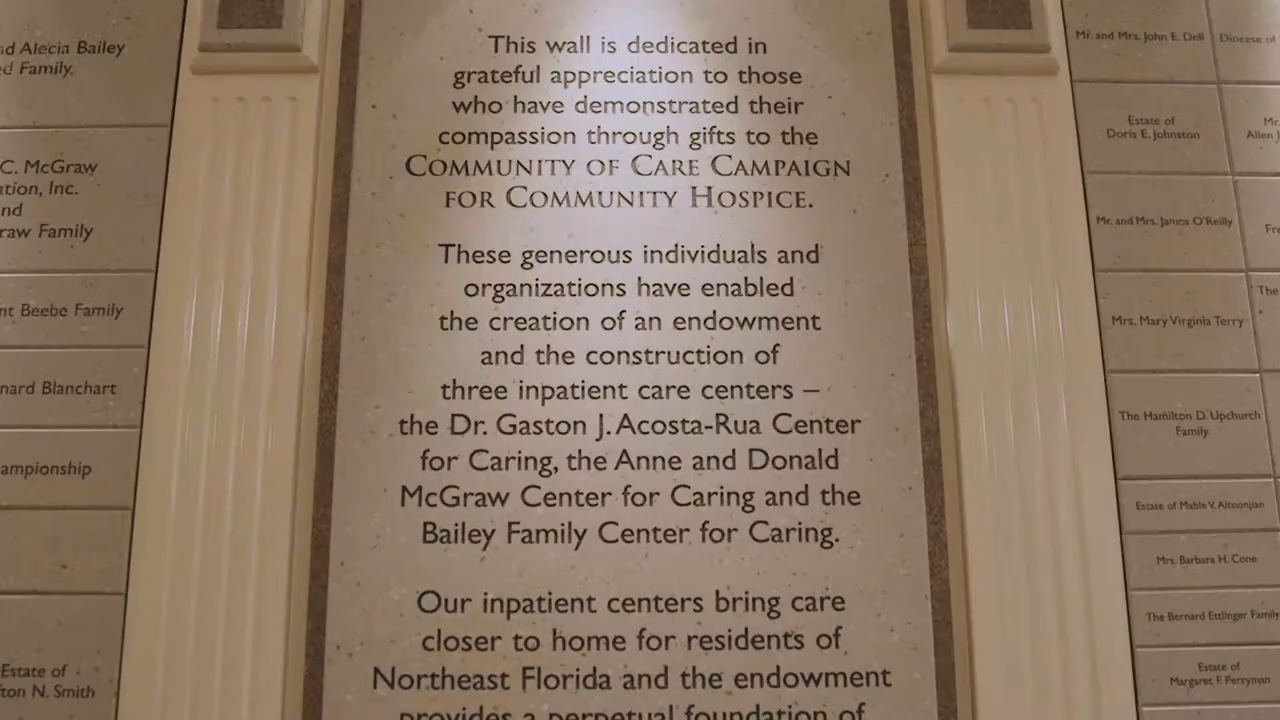 nd Alecia Bailey
ed Family,
C. McGraw
ation, Inc.
nd
raw Family
nt Beebe Family
nard Blanchart
ampionship
Estate of
ton N. Smith
This wall is dedicated in
grateful appreciation to those
who have demonstrated their
compassion through gifts to the
COMMUNITY OF CARE CAMPAIGN
FOR COMMUNITY HOSPICE.
These generous individuals and
organizations have enabled
the creation of an endowment
and the construction of
three inpatient care centers –
the Dr. Gaston J. Acosta-Rua Center
for Caring, the Anne and Donald
McGraw Center for Caring and the
Bailey Family Center for Caring.
Our inpatient centers bring care
closer to home for residents of
Northeast Florida and the endowment
provides a perpetual foundation of
Mr. and Mrs. John E. Dell
Diocese of
Estate of
Doris E. Johnston
Mr.
Allen J
Mr. and Mrs. James O'Reilly
Fre
Mrs. Mary Virginia Terry
The
The Hamilton D. Upchurch
Family
Estate of Mable V. Altoonjian
Mrs. Barbara H. Cone
The Bernard Ettlinger Family
Estate of
Margaret F. Perryman